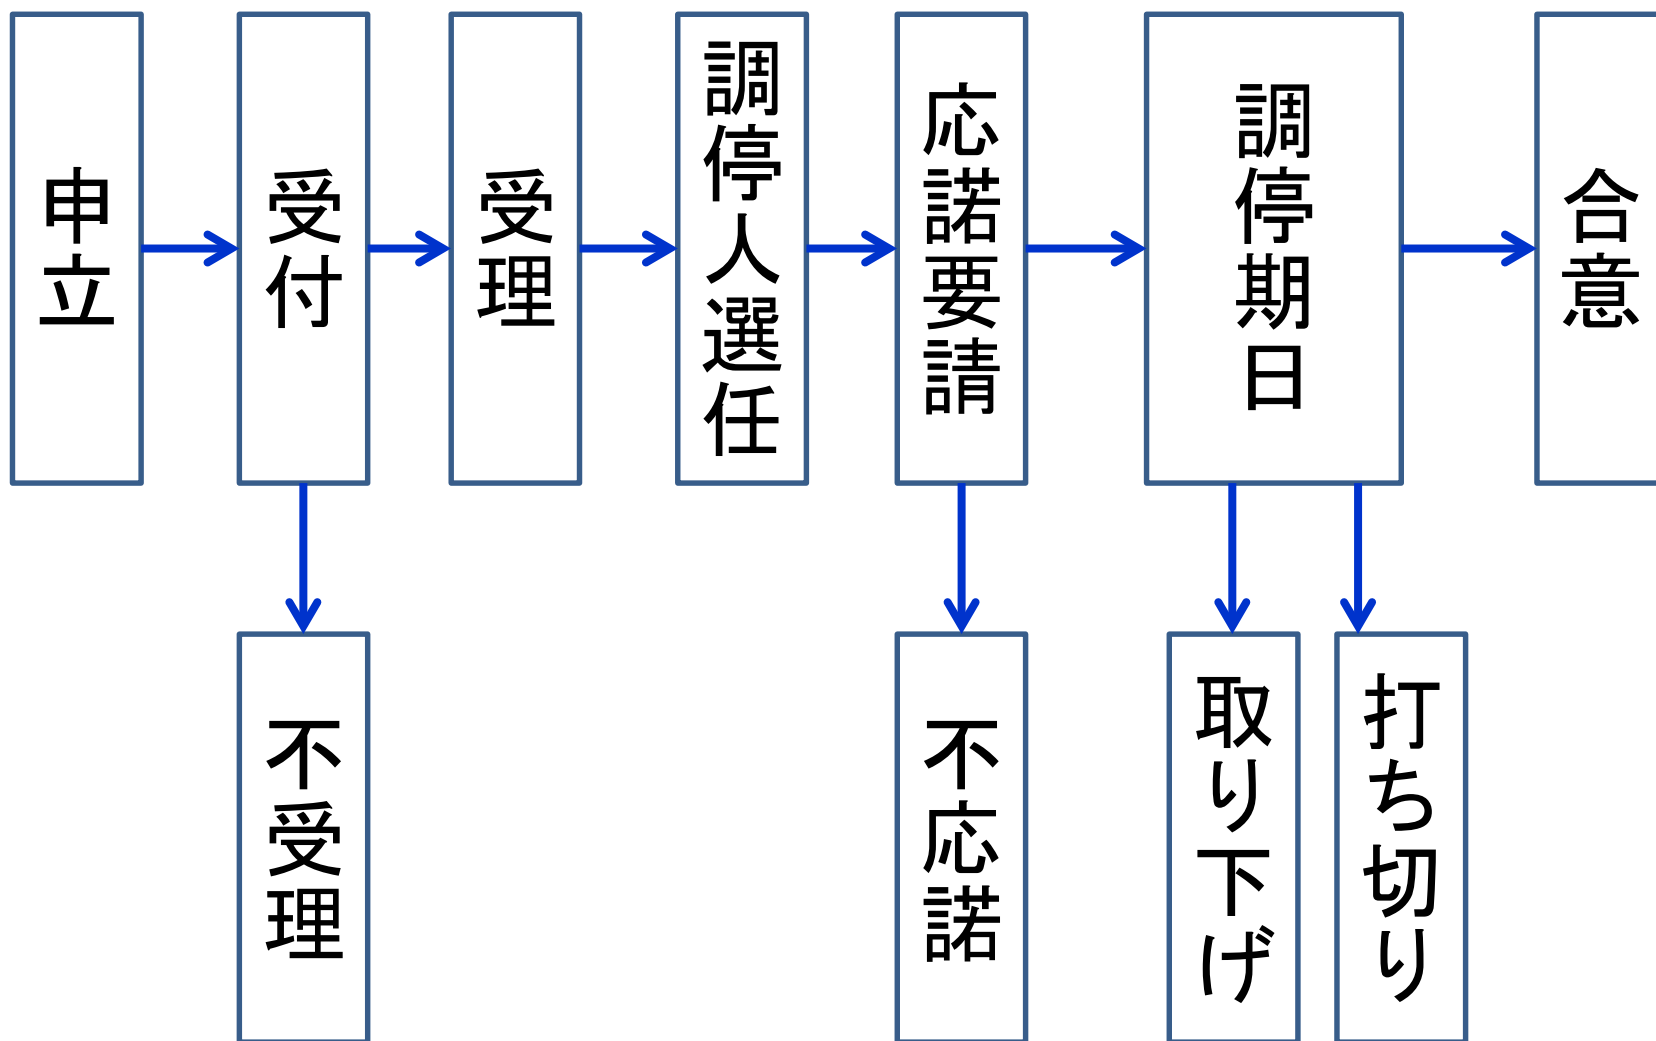 申立
受付
受理
調停人選任
応諾要請
調停期日
合意
不受理
不応諾
取り下げ
打ち切り